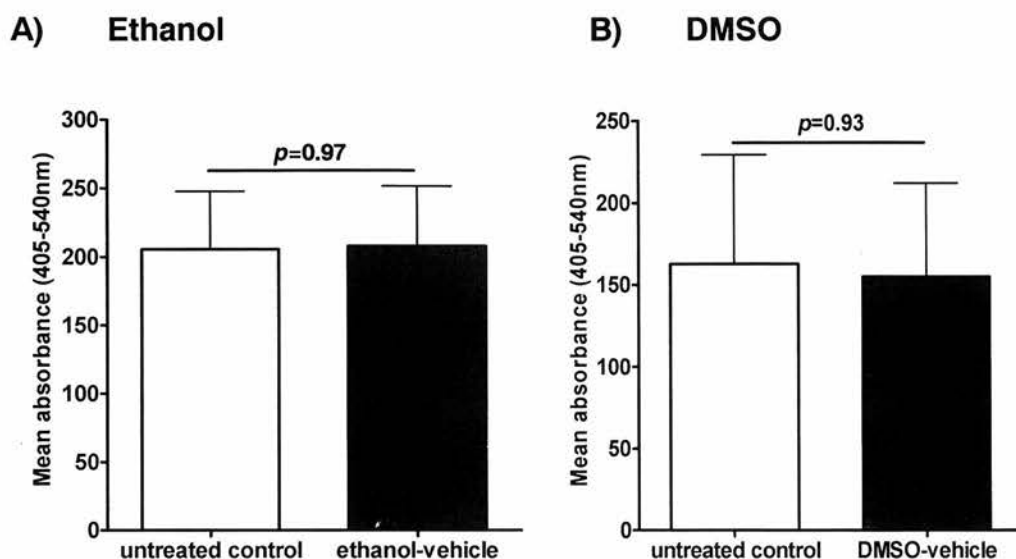 A) Ethanol
Mean absorbance (405-540nm)
300
250
200
150
100
50
0
p=0.97
untreated control
ethanol-vehicle
B) DMSO
Mean absorbance (405-540nm)
250
200
150
100
50
0
p=0.93
untreated control
DMSO-vehicle